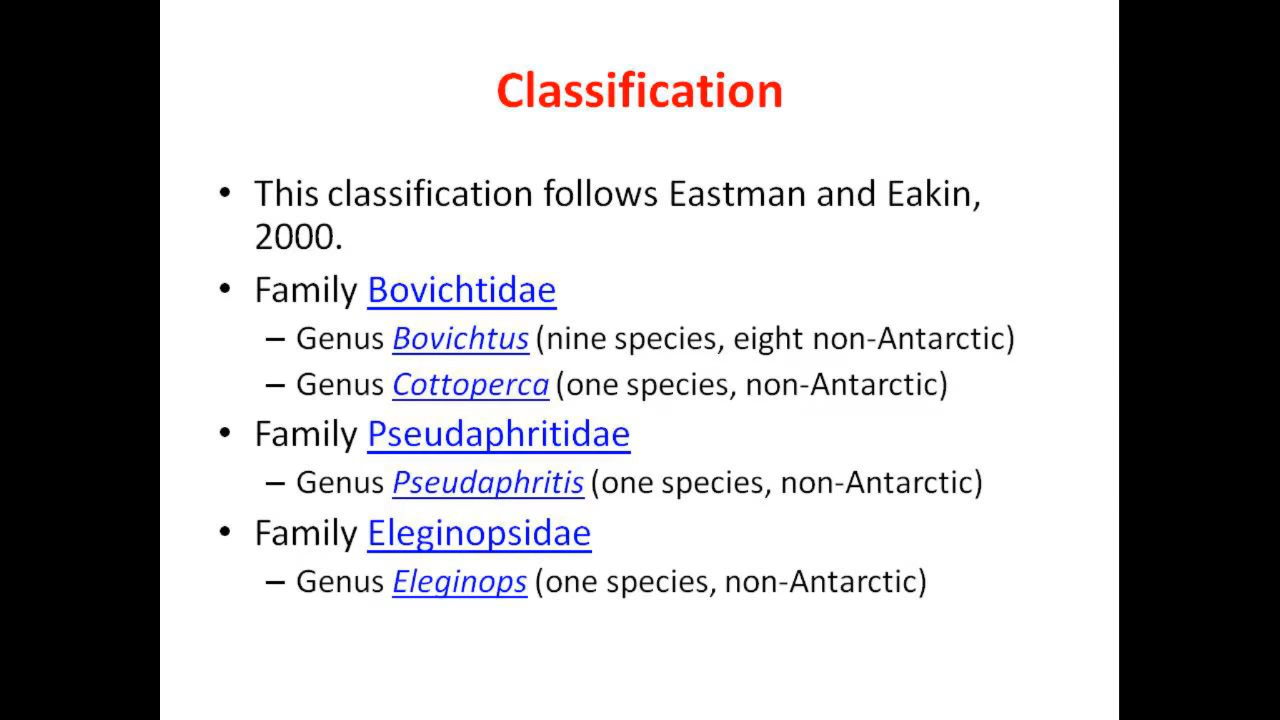 Classification
• This classification follows Eastman and Eakin,
2000.
• Family Bovichtidae
– Genus Bovichtus (nine species, eight non-Antarctic)
– Genus Cottoperca (one species, non-Antarctic)
• Family Pseudaphritidae
– Genus Pseudaphritis (one species, non-Antarctic)
• Family Eleginopsidae
– Genus Eleginops (one species, non-Antarctic)